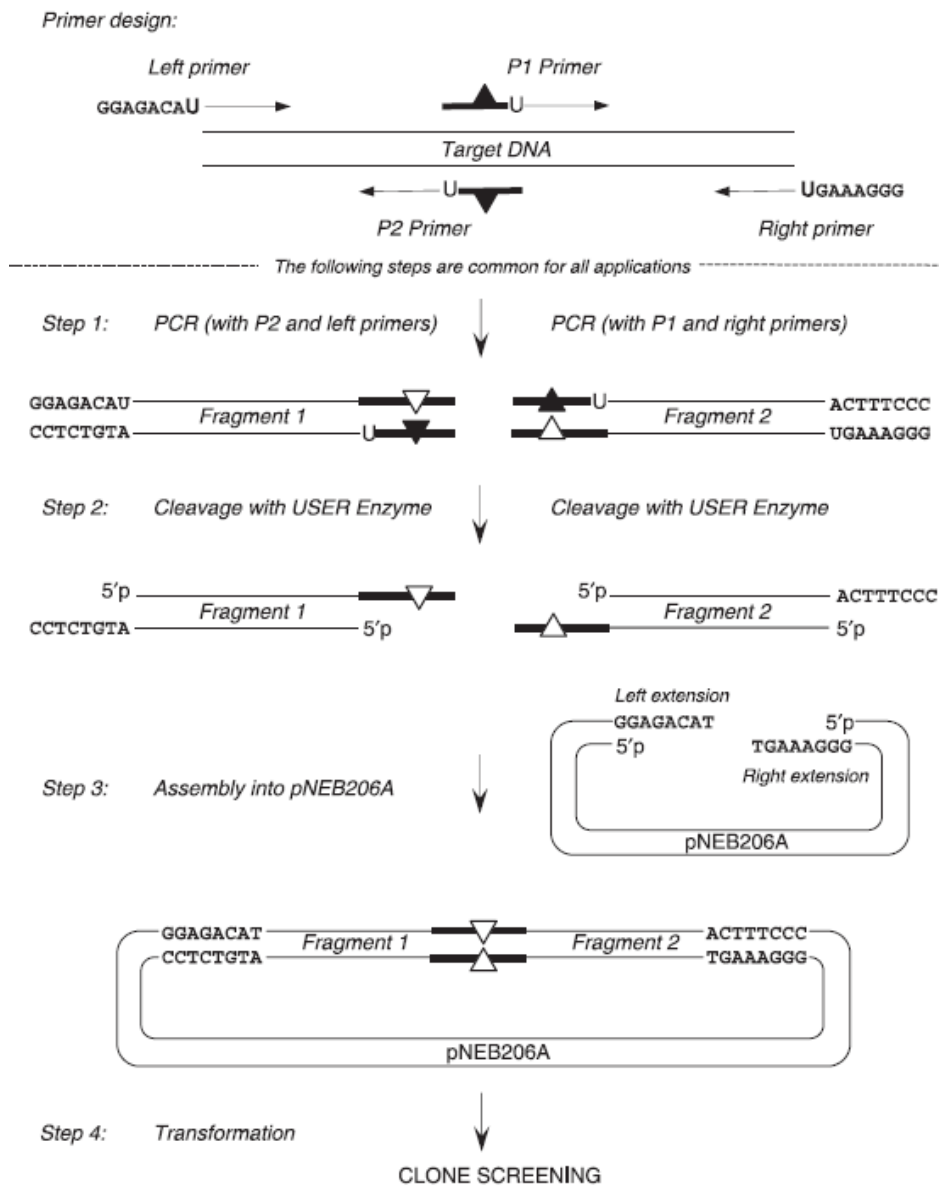 Primer design:
Left primer P1 Primer
GGAGACAU U
Target DNA
U UGAAAGGG
P2 Primer Right primer
The following steps are common for all applications
Step 1: PCR (with P2 and left primers) PCR (with P1 and right primers)
GGAGACAU U ACTTTCCC
Fragment 1 Fragment 2
CCTCTGTA U UGAAAGGG
Step 2: Cleavage with USER Enzyme Cleavage with USER Enzyme
5′p 5′p ACTTTCCC
Fragment 1 Fragment 2
CCTCTGTA 5′p 5′p
Left extension
GGAGACAT 5′p
5′p TGAAAGGG
Right extension
Step 3: Assembly into pNEB206A
pNEB206A
GGAGACAT Fragment 1 Fragment 2 ACTTTCCC
CCTCTGTA TGAAAGGG
pNEB206A
Step 4: Transformation
CLONE SCREENING